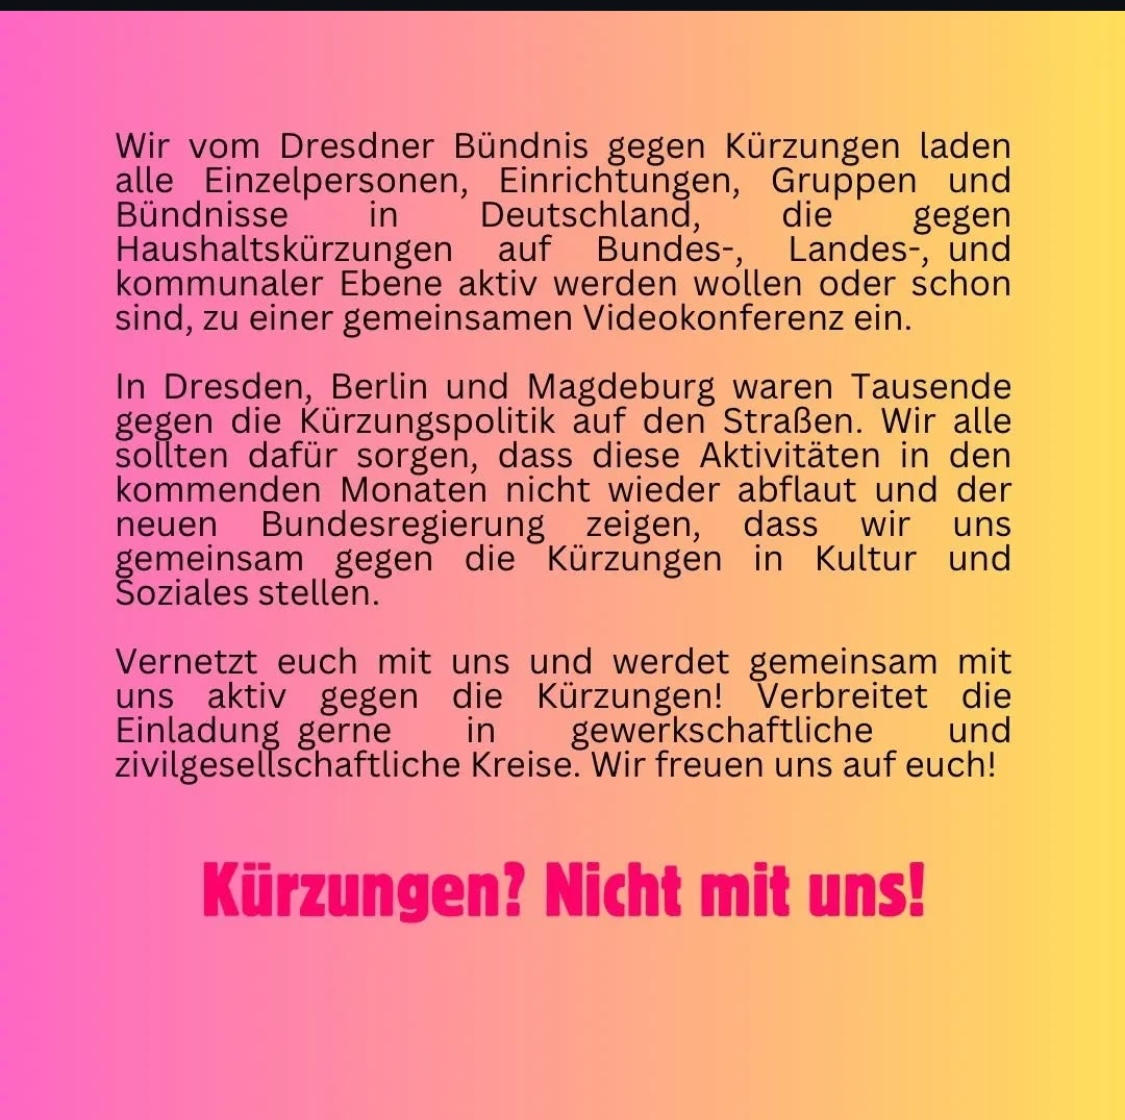 Wir vom Dresdner Bündnis gegen Kürzungen laden
alle Einzelpersonen, Einrichtungen, Gruppen und
Bündnisse in Deutschland, die gegen
Haushaltskürzungen auf Bundes-, Landes-, und
kommunaler Ebene aktiv werden wollen oder schon
sind, zu einer gemeinsamen Videokonferenz ein.
In Dresden, Berlin und Magdeburg waren Tausende
gegen die Kürzungspolitik auf den Straßen. Wir alle
sollten dafür sorgen, dass diese Aktivitäten in den
kommenden Monaten nicht wieder abflaut und der
neuen Bundesregierung zeigen, dass wir uns
gemeinsam gegen die Kürzungen in Kultur und
Soziales stellen.
Vernetzt euch mit uns und werdet gemeinsam mit
uns aktiv gegen die Kürzungen! Verbreitet die
Einladung gerne in gewerkschaftliche und
zivilgesellschaftliche Kreise. Wir freuen uns auf euch!
Kürzungen? Nicht mit uns!